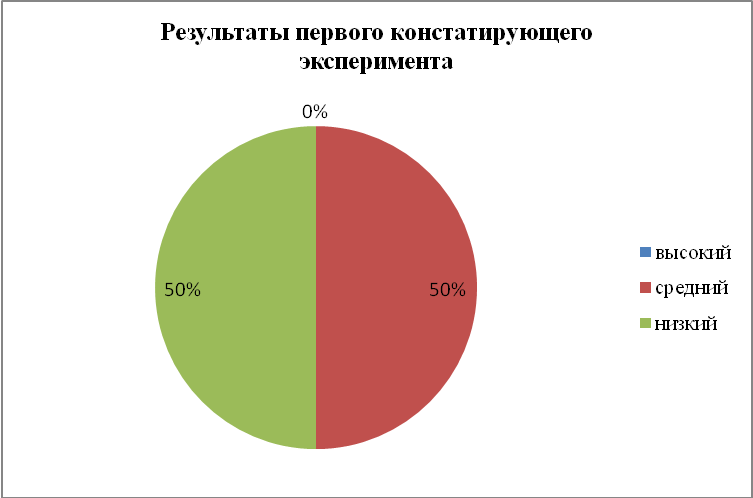 Результаты первого констатирующего
эксперимента
0%
50%
50%
высокий
средний
низкий